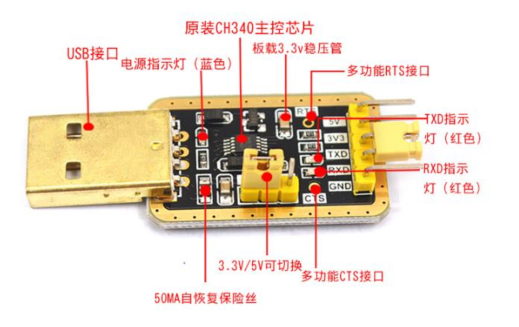 原装CH340主控芯片
USB接口
电源指示灯（蓝色）
板载3.3v稳压管
多功能RTS接口
RTS
5V
3V3
TXD
RXD
GND
CTS
TXD指示
灯（红色）
RXD指示
灯（红色）
3.3V/5V可切换
多功能CTS接口
50MA自恢复保险丝